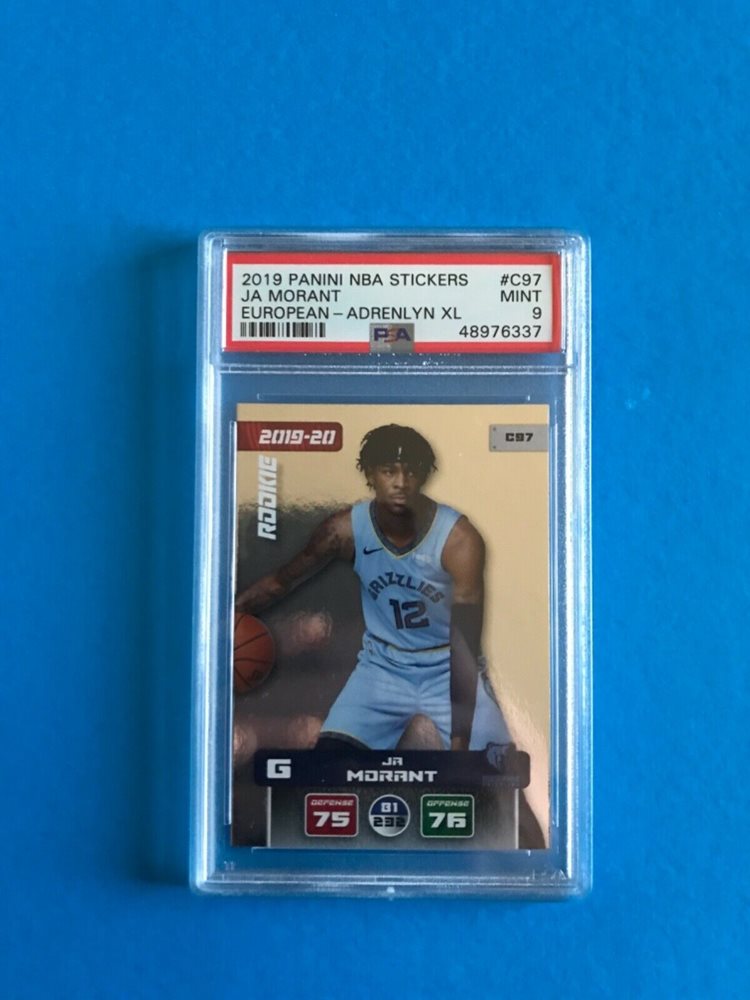 2019 PANINI NBA STICKERS #C97
JA MORANT MINT
EUROPEAN - ADRENLYN XL 9
PSA 48976337
2019-20 C97
ROOKIE
GRIZZLIES
12
G JA
MORANT
DEFENSE OFFENSE
75 76
232